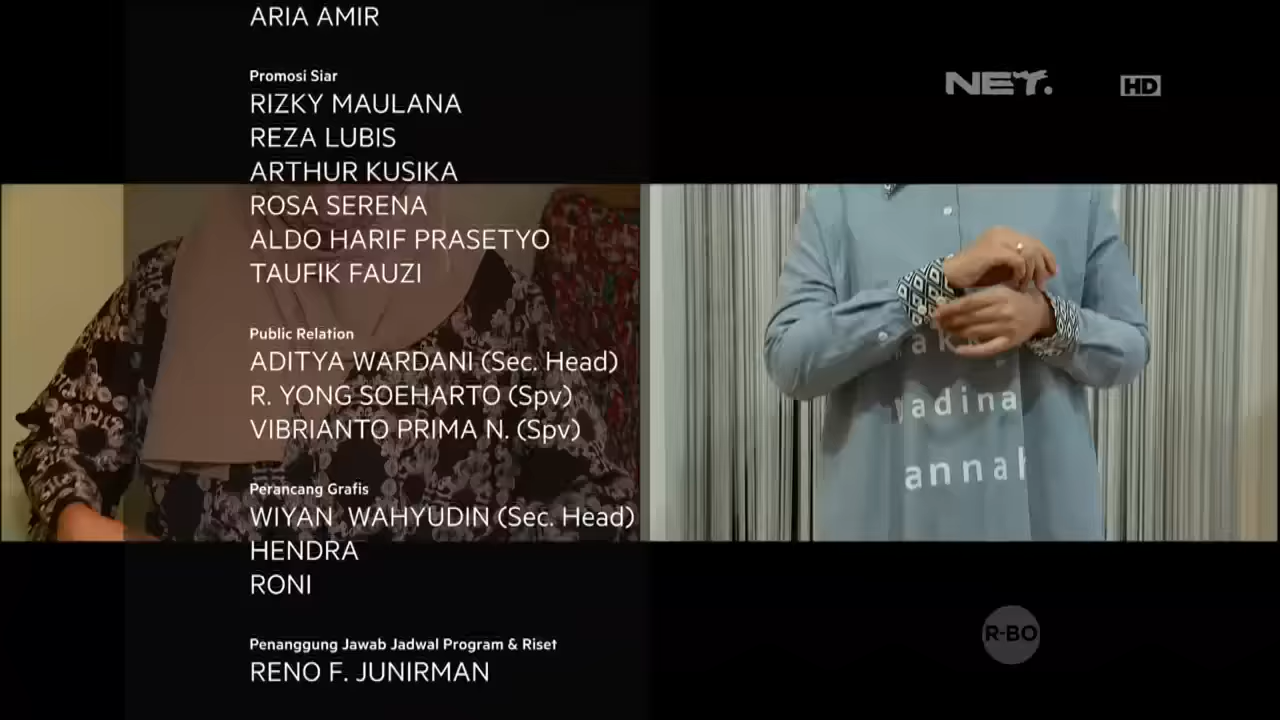 ARIA AMIR
Promosi Siar
RIZKY MAULANA
REZA LUBIS
ARTHUR KUSIKA
ROSA SERENA
ALDO HARIF PRASETYO
TAUFIK FAUZI
Public Relation
ADITYA WARDANI (Sec. Head)
R. YONG SOEHARTO (Spv)
VIBRIANTO PRIMA N. (Spv)
Perancang Grafis
WIYAN WAHYUDIN (Sec. Head)
HENDRA
RONI
Penanggung Jawab Jadwal Program & Riset
RENO F. JUNIRMAN
NET.
HD
adina
annah
R-BO